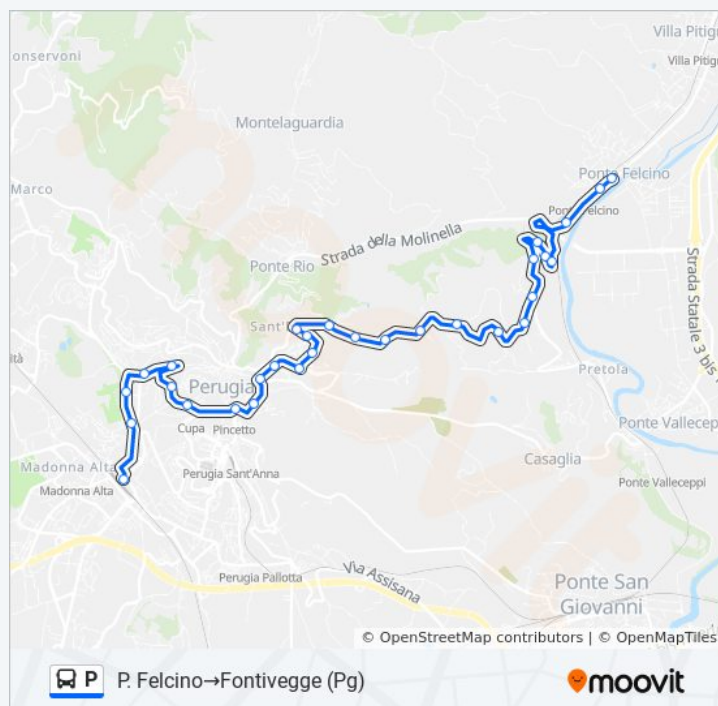 Villa Pitign
Villa Pitig
onservoni
Montelaguardia
Ponte Felcino
Marco
Ponte Felcino
Strada della Molinella
Ponte Rio
Strada Statale 3 bis
Sant'
ità
Perugia
Pretola
Cupa
Pincetto
Ponte Vallecep
Madonna Alta
Casaglia
Madonna Alta
Perugia Sant'Anna
Ponte Valleceppi
Via Assisana
Perugia Pallotta
Ponte San
Giovanni
© OpenStreetMap contributors | © OpenMapTiles
P
P. Felcino→Fontivegge (Pg)
moovit